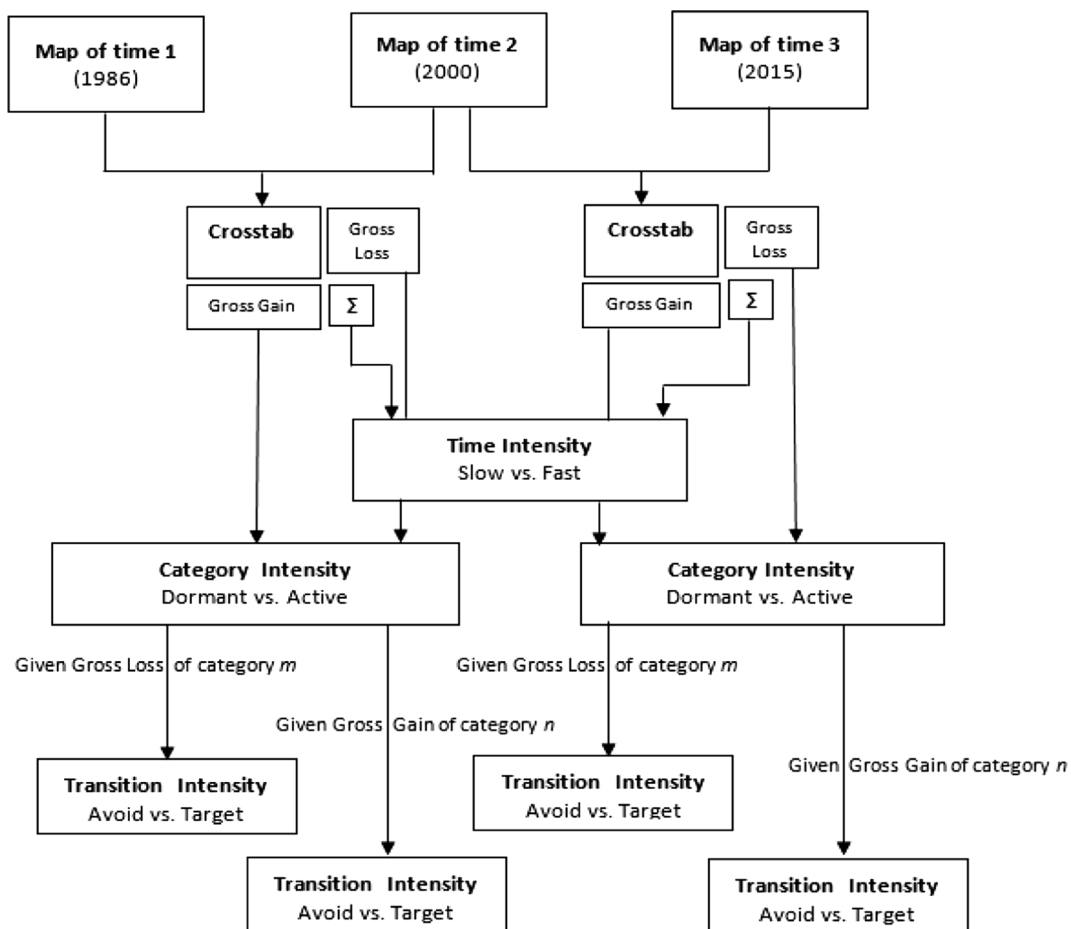 Map of time 1
(1986)
Map of time 2
(2000)
Map of time 3
(2015)
Crosstab
Gross
Loss
Gross Gain
Σ
Crosstab
Gross
Loss
Gross Gain
Σ
Time Intensity
Slow vs. Fast
Category Intensity
Dormant vs. Active
Category Intensity
Dormant vs. Active
Given Gross Loss of category m
Given Gross Gain of category n
Given Gross Loss of category m
Given Gross Gain of category n
Transition Intensity
Avoid vs. Target
Transition Intensity
Avoid vs. Target
Transition Intensity
Avoid vs. Target
Transition Intensity
Avoid vs. Target